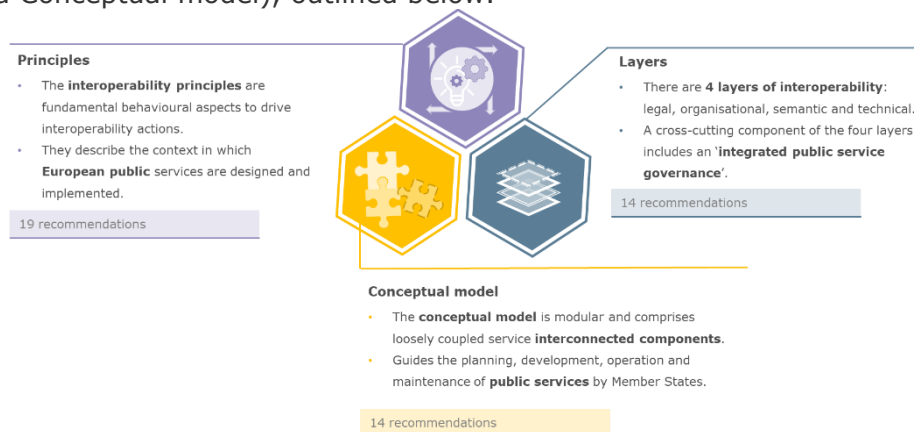 a Conceptual model), outlined below:
Principles
• The interoperability principles are
fundamental behavioural aspects to drive
interoperability actions.
• They describe the context in which
European public services are designed and
implemented.
19 recommendations
Layers
• There are 4 layers of interoperability:
legal, organisational, semantic and technical.
• A cross-cutting component of the four layers
includes an ‘integrated public service
governance’.
14 recommendations
Conceptual model
• The conceptual model is modular and comprises
loosely coupled service interconnected components.
• Guides the planning, development, operation and
maintenance of public services by Member States.
14 recommendations